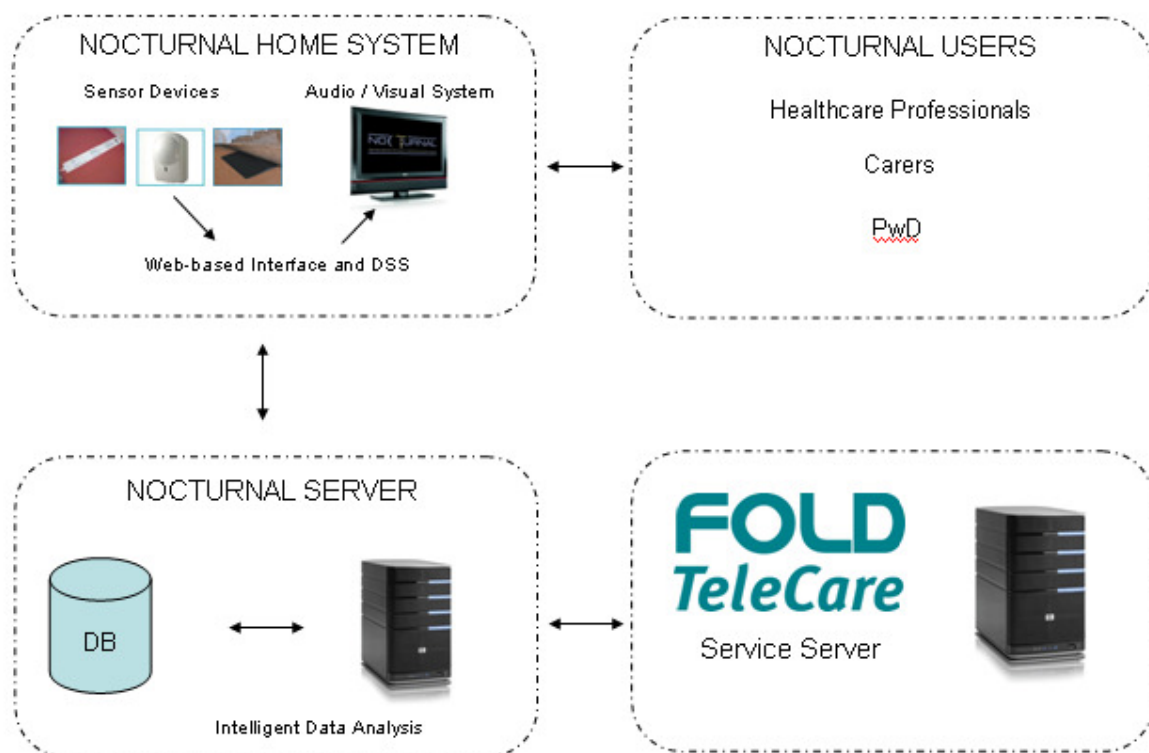 NOCTURNAL HOME SYSTEM
Sensor Devices
Audio / Visual System
NOCTURNAL
Web-based Interface and DSS
NOCTURNAL USERS
Healthcare Professionals
Carers
PwD
NOCTURNAL SERVER
DB
Intelligent Data Analysis
FOLD
TeleCare
Service Server